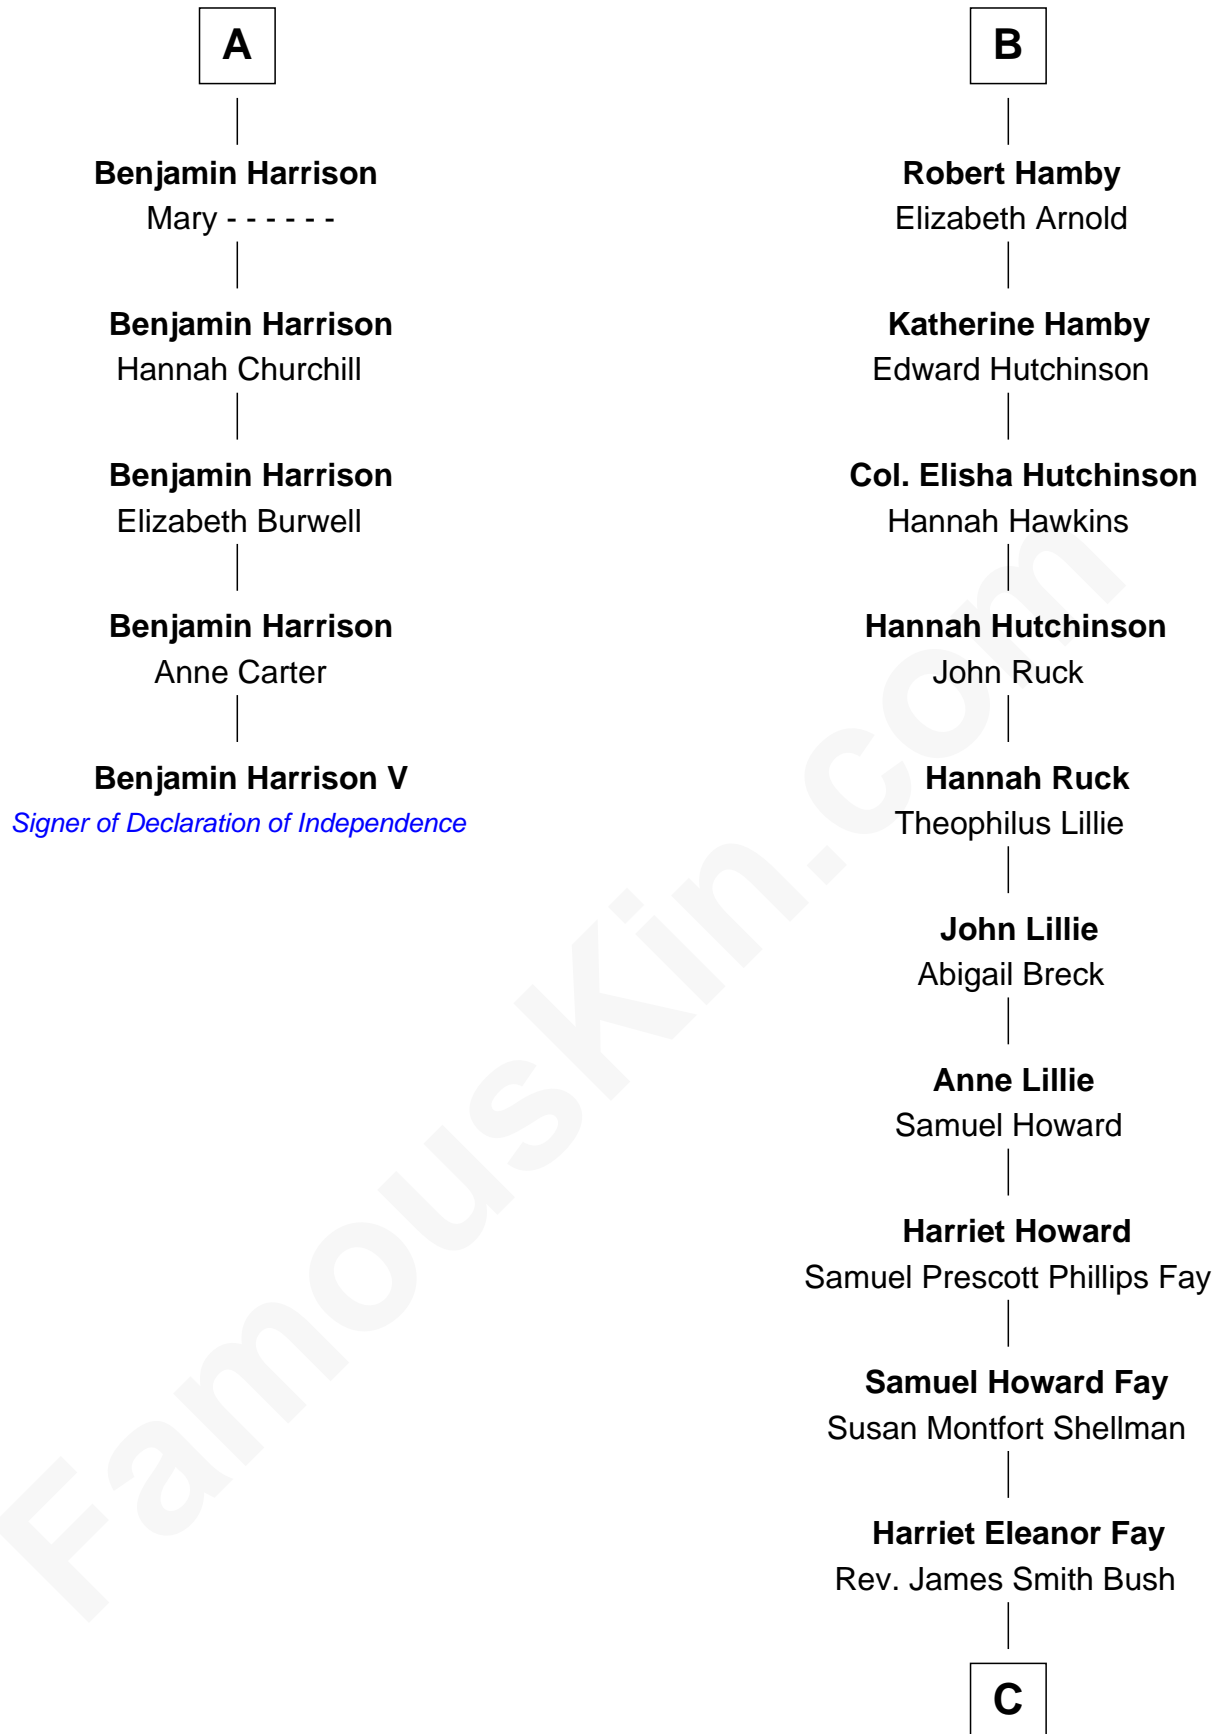 A
Benjamin Harrison
Mary - - - - - -
Benjamin Harrison
Hannah Churchill
Benjamin Harrison
Elizabeth Burwell
Benjamin Harrison
Anne Carter
Benjamin Harrison V
Signer of Declaration of Independence
B
Robert Hamby
Elizabeth Arnold
Katherine Hamby
Edward Hutchinson
Col. Elisha Hutchinson
Hannah Hawkins
Hannah Hutchinson
John Ruck
Hannah Ruck
Theophilus Lillie
John Lillie
Abigail Breck
Anne Lillie
Samuel Howard
Harriet Howard
Samuel Prescott Phillips Fay
Samuel Howard Fay
Susan Montfort Shellman
Harriet Eleanor Fay
Rev. James Smith Bush
C
FamousKin.com